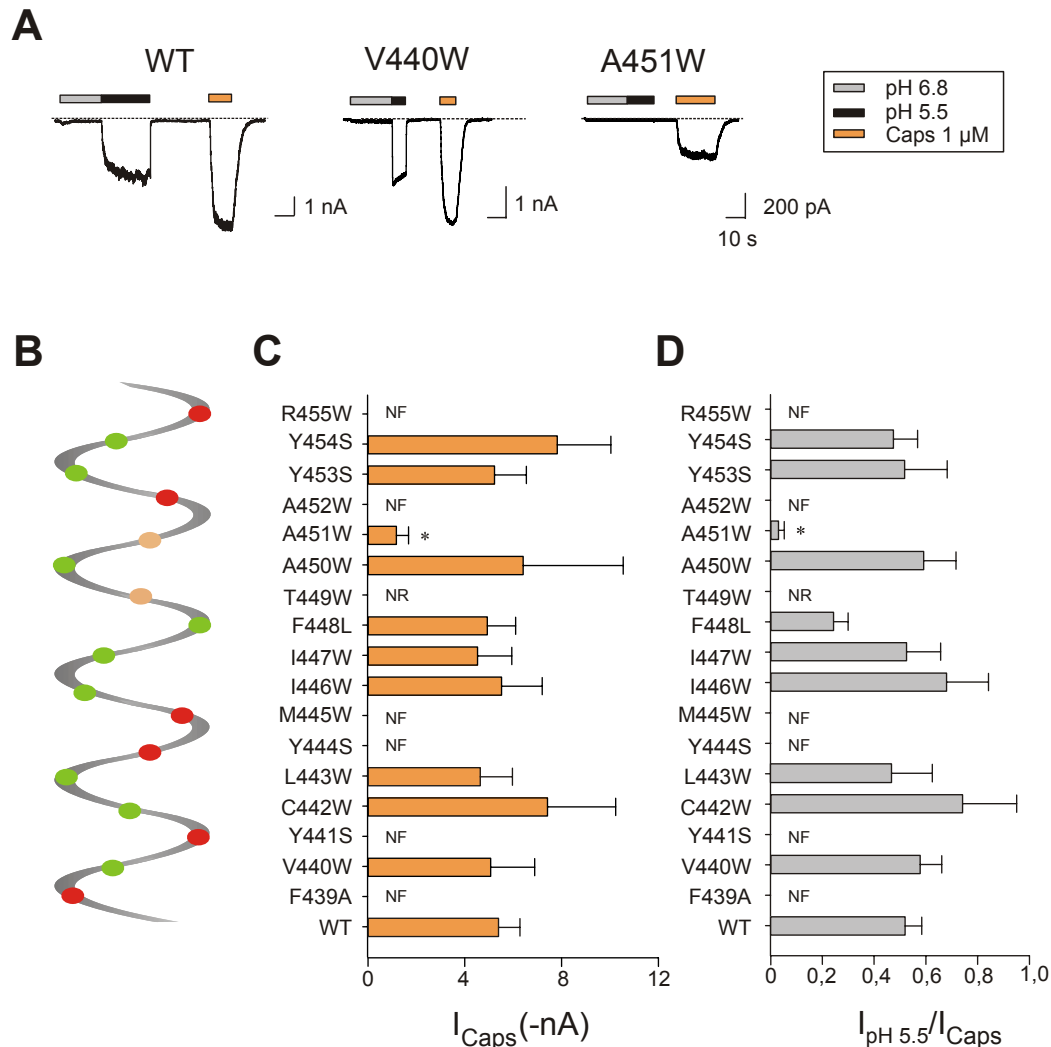 A
WT
V440W
A451W
pH 6.8
pH 5.5
Caps 1 µM
1 nA
1 nA
200 pA
10 s
B
C
D
R455W NF
Y454S
Y453S
A452W NF
A451W *
A450W
T449W NR
F448L
I447W
I446W
M445W NF
Y444S NF
L443W
C442W
Y441S NF
V440W
F439A NF
WT
0 4 8 12
I Caps (-nA)
R455W NF
Y454S
Y453S
A452W NF
A451W *
A450W
T449W NR
F448L
I447W
I446W
M445W NF
Y444S NF
L443W
C442W
Y441S NF
V440W
F439A NF
WT
0 0,2 0,4 0,6 0,8 1,0
I pH 5.5/I Caps